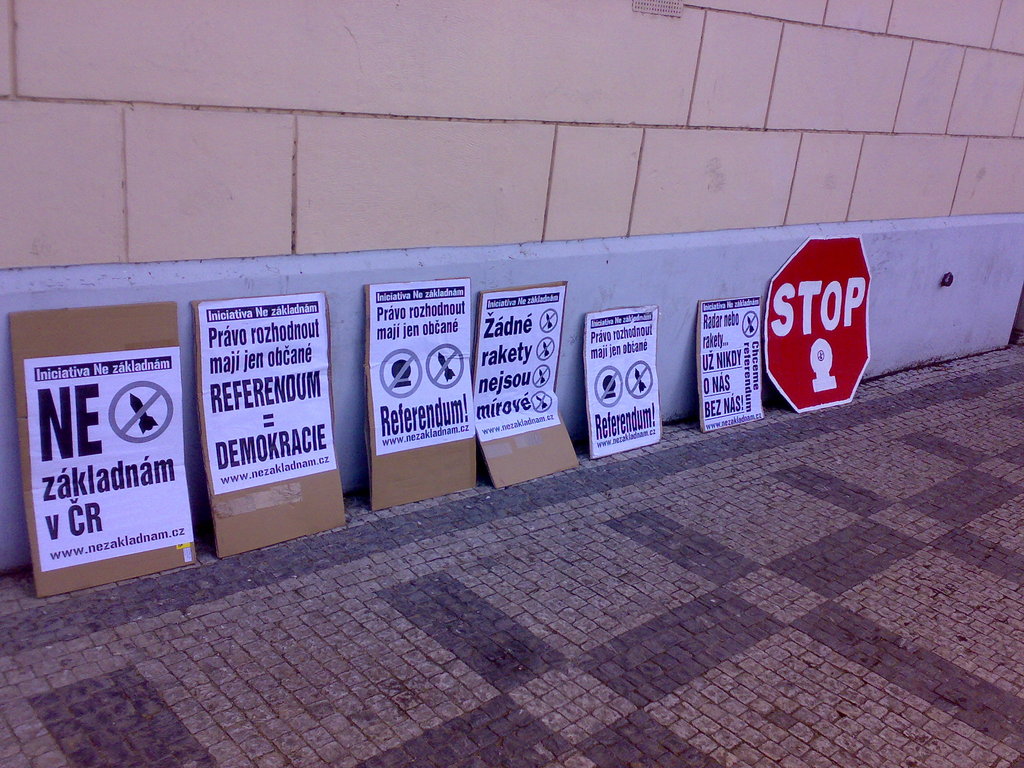 Iniciativa Ne základnám
NE
základnám
v ČR
www.nezakladnam.cz
Iniciativa Ne základnám
Právo rozhodnout
mají jen občané
REFERENDUM
=
DEMOKRACIE
www.nezakladnam.cz
Iniciativa Ne základnám
Právo rozhodnout
mají jen občané
Referendum!
www.nezakladnam.cz
Iniciativa Ne základnám
Žádné
rakety
nejsou
mírové
www.nezakladnam.cz
Iniciativa Ne základnám
Právo rozhodnout
mají jen občané
Referendum!
www.nezakladnam.cz
Iniciativa Ne základnám
Radar nebo
rakety...
UŽ NIKDY
O NÁS
BEZ NÁS!
Chceme
referendum
www.nezakladnam.cz
STOP